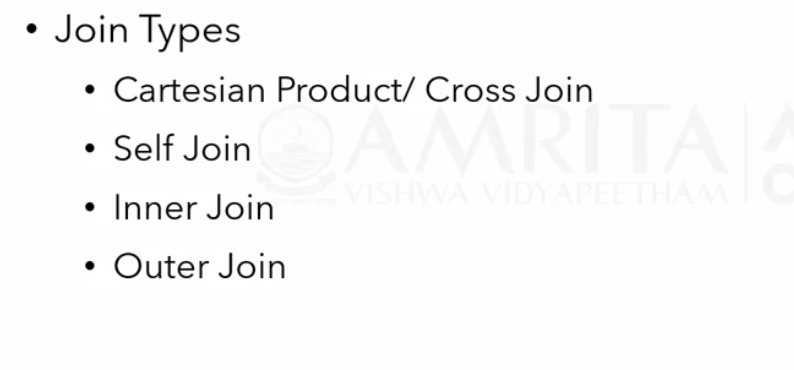 • Join Types
• Cartesian Product/ Cross Join
• Self Join
• Inner Join
• Outer Join
AMRITA
VISHWA VIDYAPEETHAM